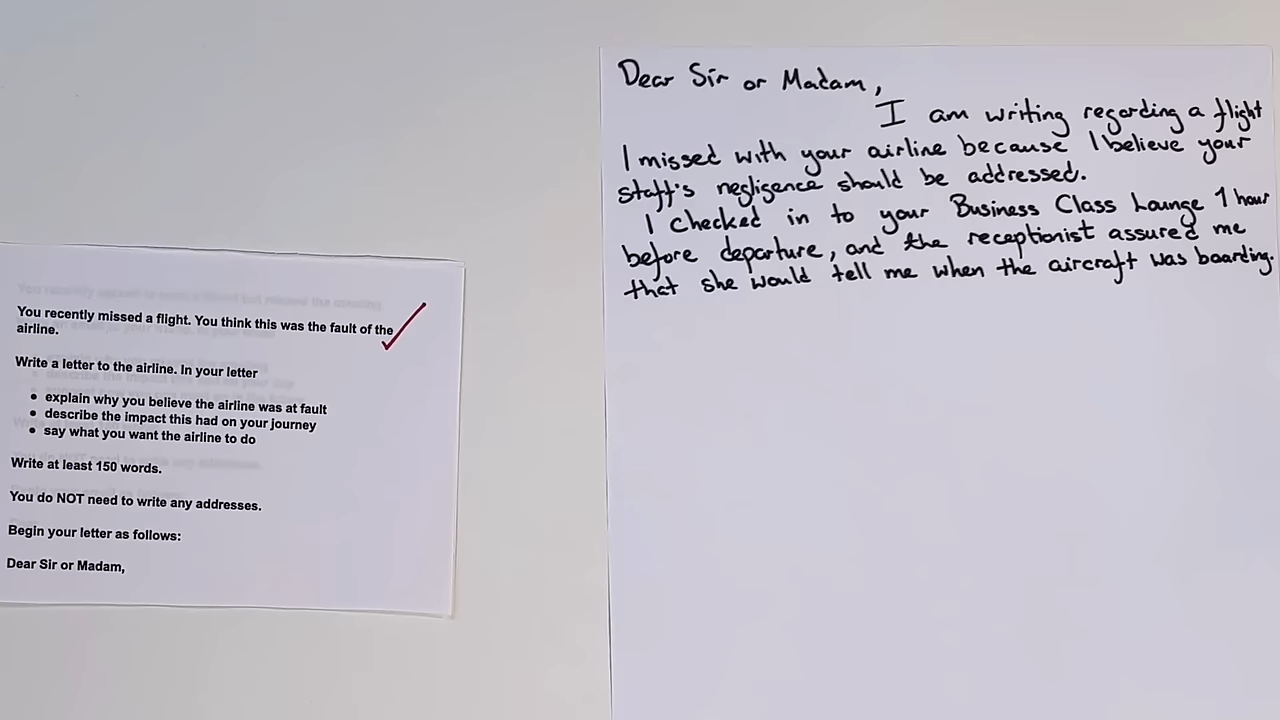 You recently missed a flight. You think this was the fault of the
airline.
Write a letter to the airline. In your letter
• explain why you believe the airline was at fault
• describe the impact this had on your journey
• say what you want the airline to do
Write at least 150 words.
You do NOT need to write any addresses.
Begin your letter as follows:
Dear Sir or Madam,
Dear Sir or Madam,
I am writing regarding a flight
I missed with your airline because I believe your
staff's negligence should be addressed.
I checked in to your Business Class Lounge 1 hour
before departure, and the receptionist assured me
that she would tell me when the aircraft was boarding.